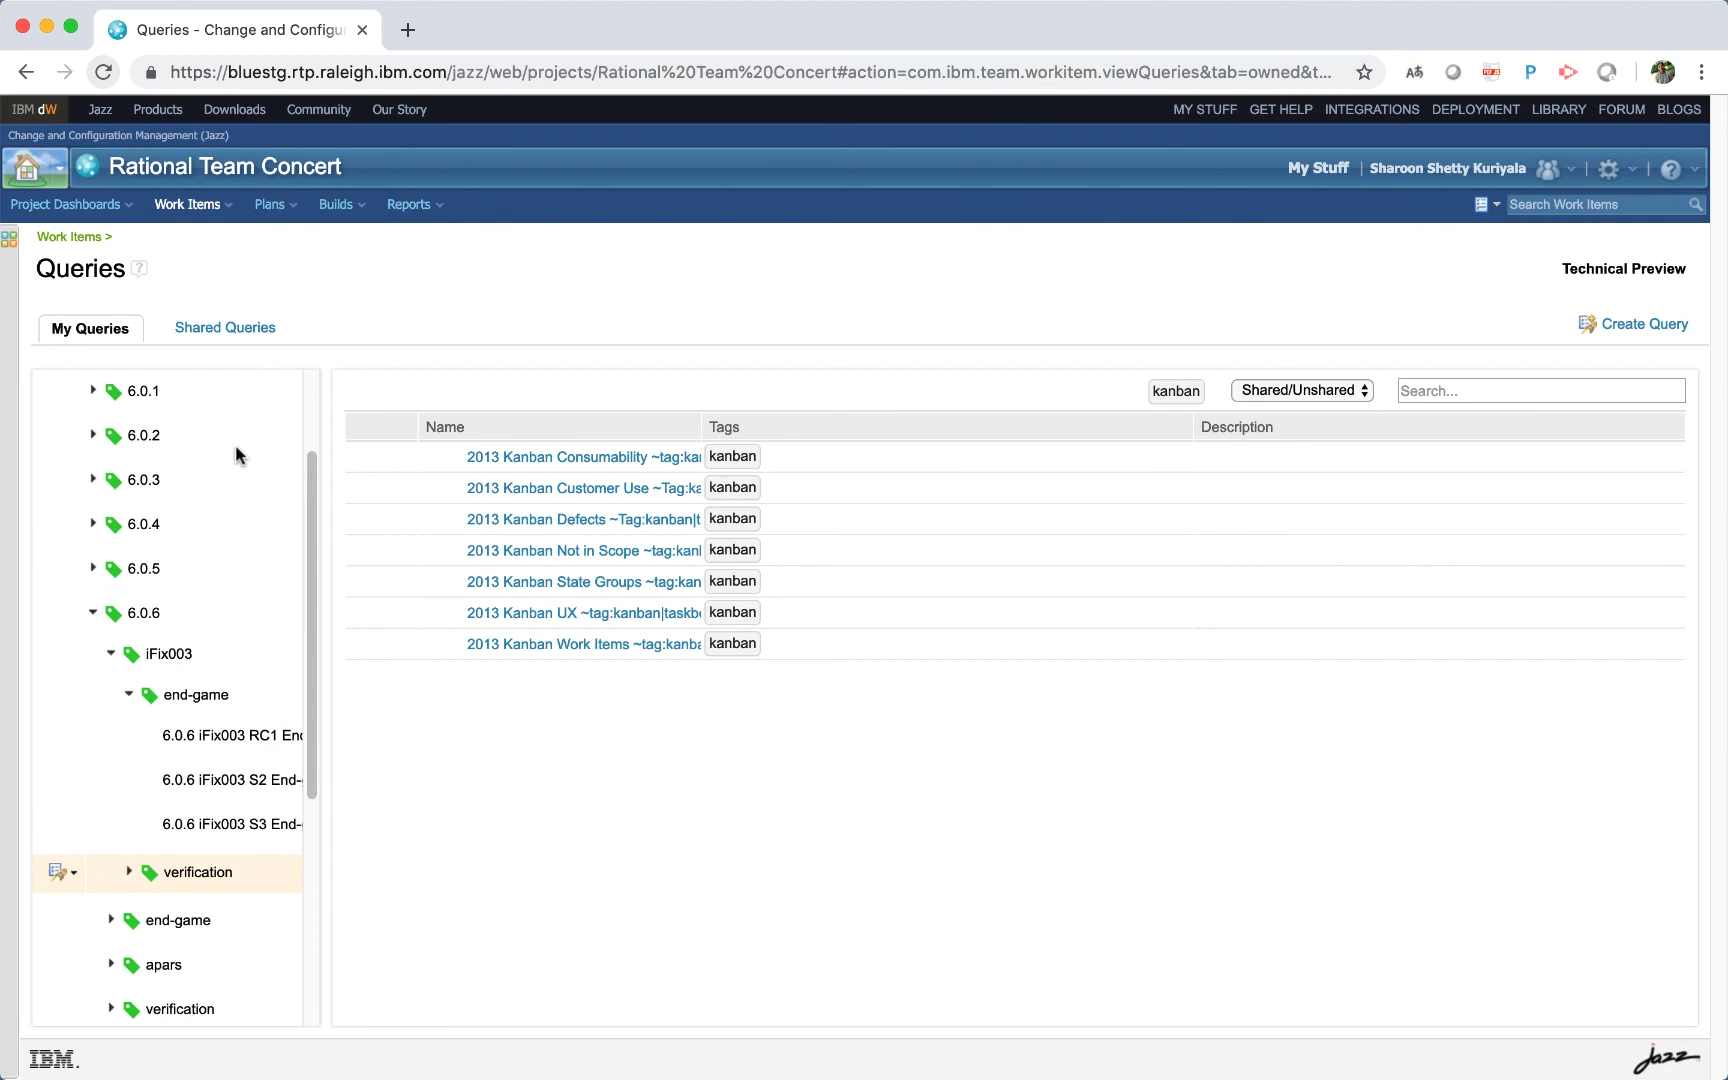 Queries - Change and Configur
https://bluestg.rtp.raleigh.ibm.com/jazz/web/projects/Rational%20Team%20Concert#action=com.ibm.team.workitem.viewQueries&tab=owned&t...
IBM dW Jazz Products Downloads Community Our Story MY STUFF GET HELP INTEGRATIONS DEPLOYMENT LIBRARY FORUM BLOGS
Change and Configuration Management (Jazz)
Rational Team Concert My Stuff | Sharoon Shetty Kuriyala
Project Dashboards Work Items Plans Builds Reports Search Work Items
Work Items >
Queries ? Technical Preview
My Queries Shared Queries Create Query
kanban Shared/Unshared Search...
Name Tags Description
2013 Kanban Consumability ~tag:ka kanban
2013 Kanban Customer Use ~Tag:ka kanban
2013 Kanban Defects ~Tag:kanban|t kanban
2013 Kanban Not in Scope ~tag:kan kanban
2013 Kanban State Groups ~tag:kan kanban
2013 Kanban UX ~tag:kanban|taskb kanban
2013 Kanban Work Items ~tag:kanba kanban
6.0.1
6.0.2
6.0.3
6.0.4
6.0.5
6.0.6
iFix003
end-game
6.0.6 iFix003 RC1 End
6.0.6 iFix003 S2 End-
6.0.6 iFix003 S3 End-
verification
end-game
apars
verification
IBM. jazz